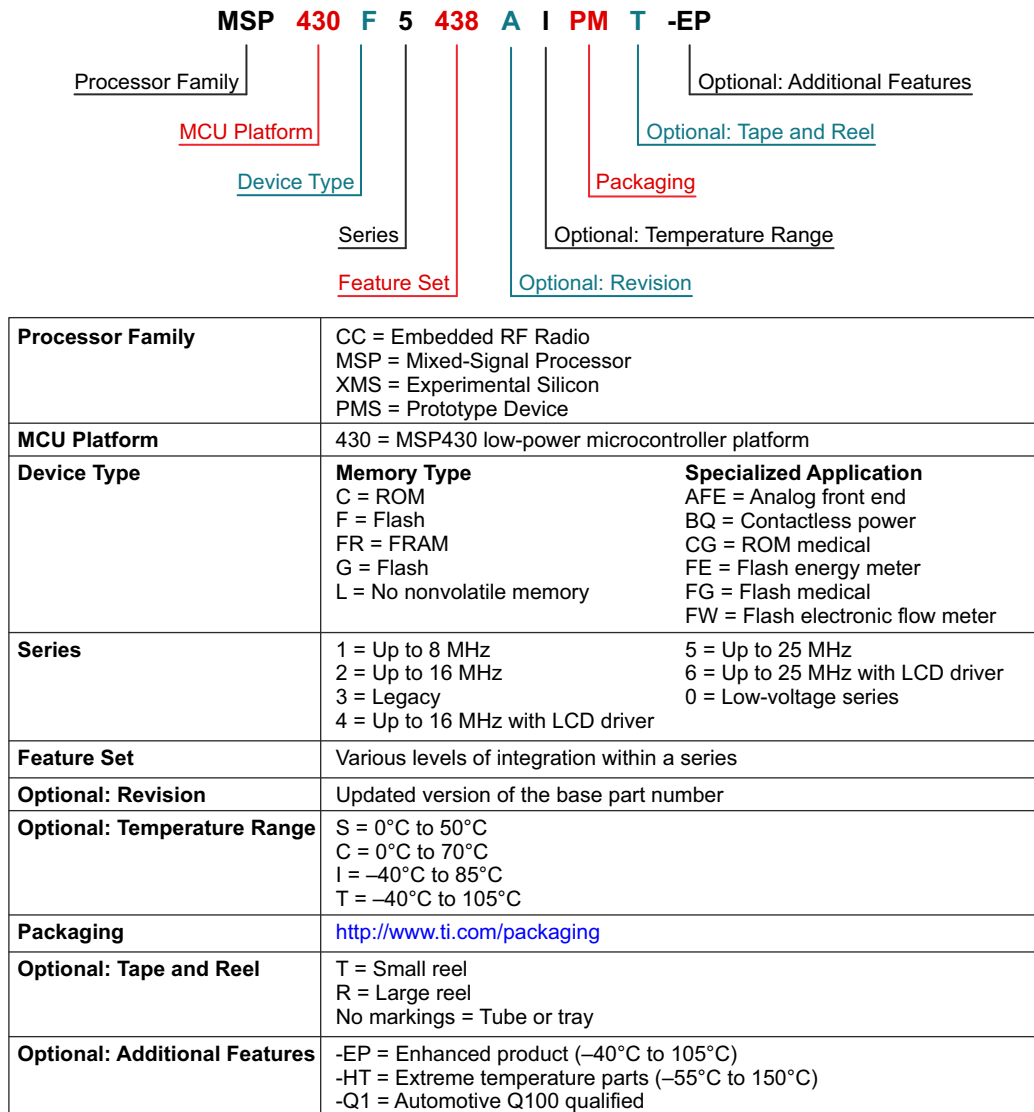 MSP 430 F 5 438 A I PM T -EP
Processor Family
Optional: Additional Features
MCU Platform
Optional: Tape and Reel
Device Type
Packaging
Series
Optional: Temperature Range
Feature Set
Optional: Revision
Processor Family
CC = Embedded RF Radio
MSP = Mixed-Signal Processor
XMS = Experimental Silicon
PMS = Prototype Device
MCU Platform
430 = MSP430 low-power microcontroller platform
Device Type
Memory Type
C = ROM
F = Flash
FR = FRAM
G = Flash
L = No nonvolatile memory
Specialized Application
AFE = Analog front end
BQ = Contactless power
CG = ROM medical
FE = Flash energy meter
FG = Flash medical
FW = Flash electronic flow meter
Series
1 = Up to 8 MHz
2 = Up to 16 MHz
3 = Legacy
4 = Up to 16 MHz with LCD driver
5 = Up to 25 MHz
6 = Up to 25 MHz with LCD driver
0 = Low-voltage series
Feature Set
Various levels of integration within a series
Optional: Revision
Updated version of the base part number
Optional: Temperature Range
S = 0°C to 50°C
C = 0°C to 70°C
I = –40°C to 85°C
T = –40°C to 105°C
Packaging
http://www.ti.com/packaging
Optional: Tape and Reel
T = Small reel
R = Large reel
No markings = Tube or tray
Optional: Additional Features
-EP = Enhanced product (–40°C to 105°C)
-HT = Extreme temperature parts (–55°C to 150°C)
-Q1 = Automotive Q100 qualified